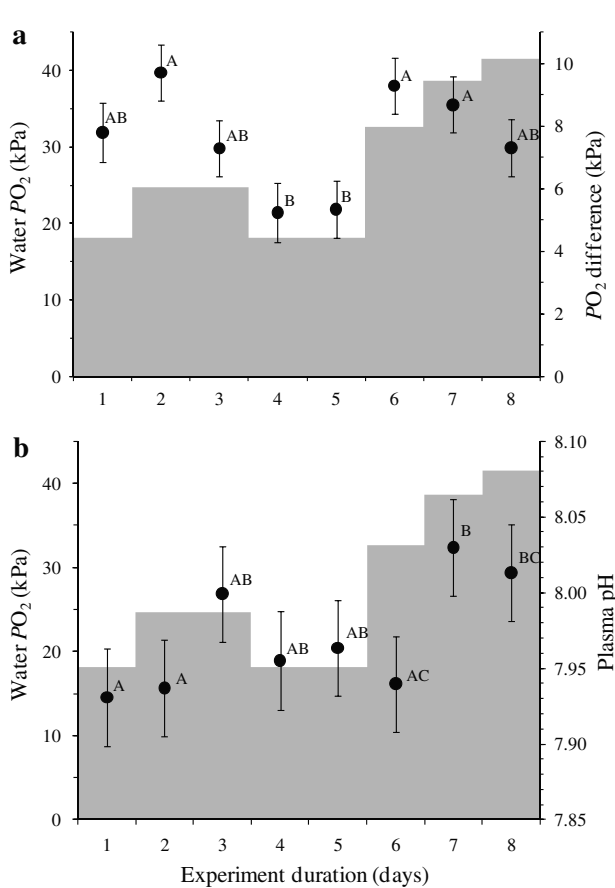 a
Water PO2 (kPa)
40
30
20
10
0
AB
A
AB
B
B
A
A
AB
10
8
6
4
2
0
PO2 difference (kPa)
1 2 3 4 5 6 7 8
b
Water PO2 (kPa)
40
30
20
10
0
A
A
AB
AB
AB
AC
B
BC
8.10
8.05
8.00
7.95
7.90
7.85
Plasma pH
1 2 3 4 5 6 7 8
Experiment duration (days)